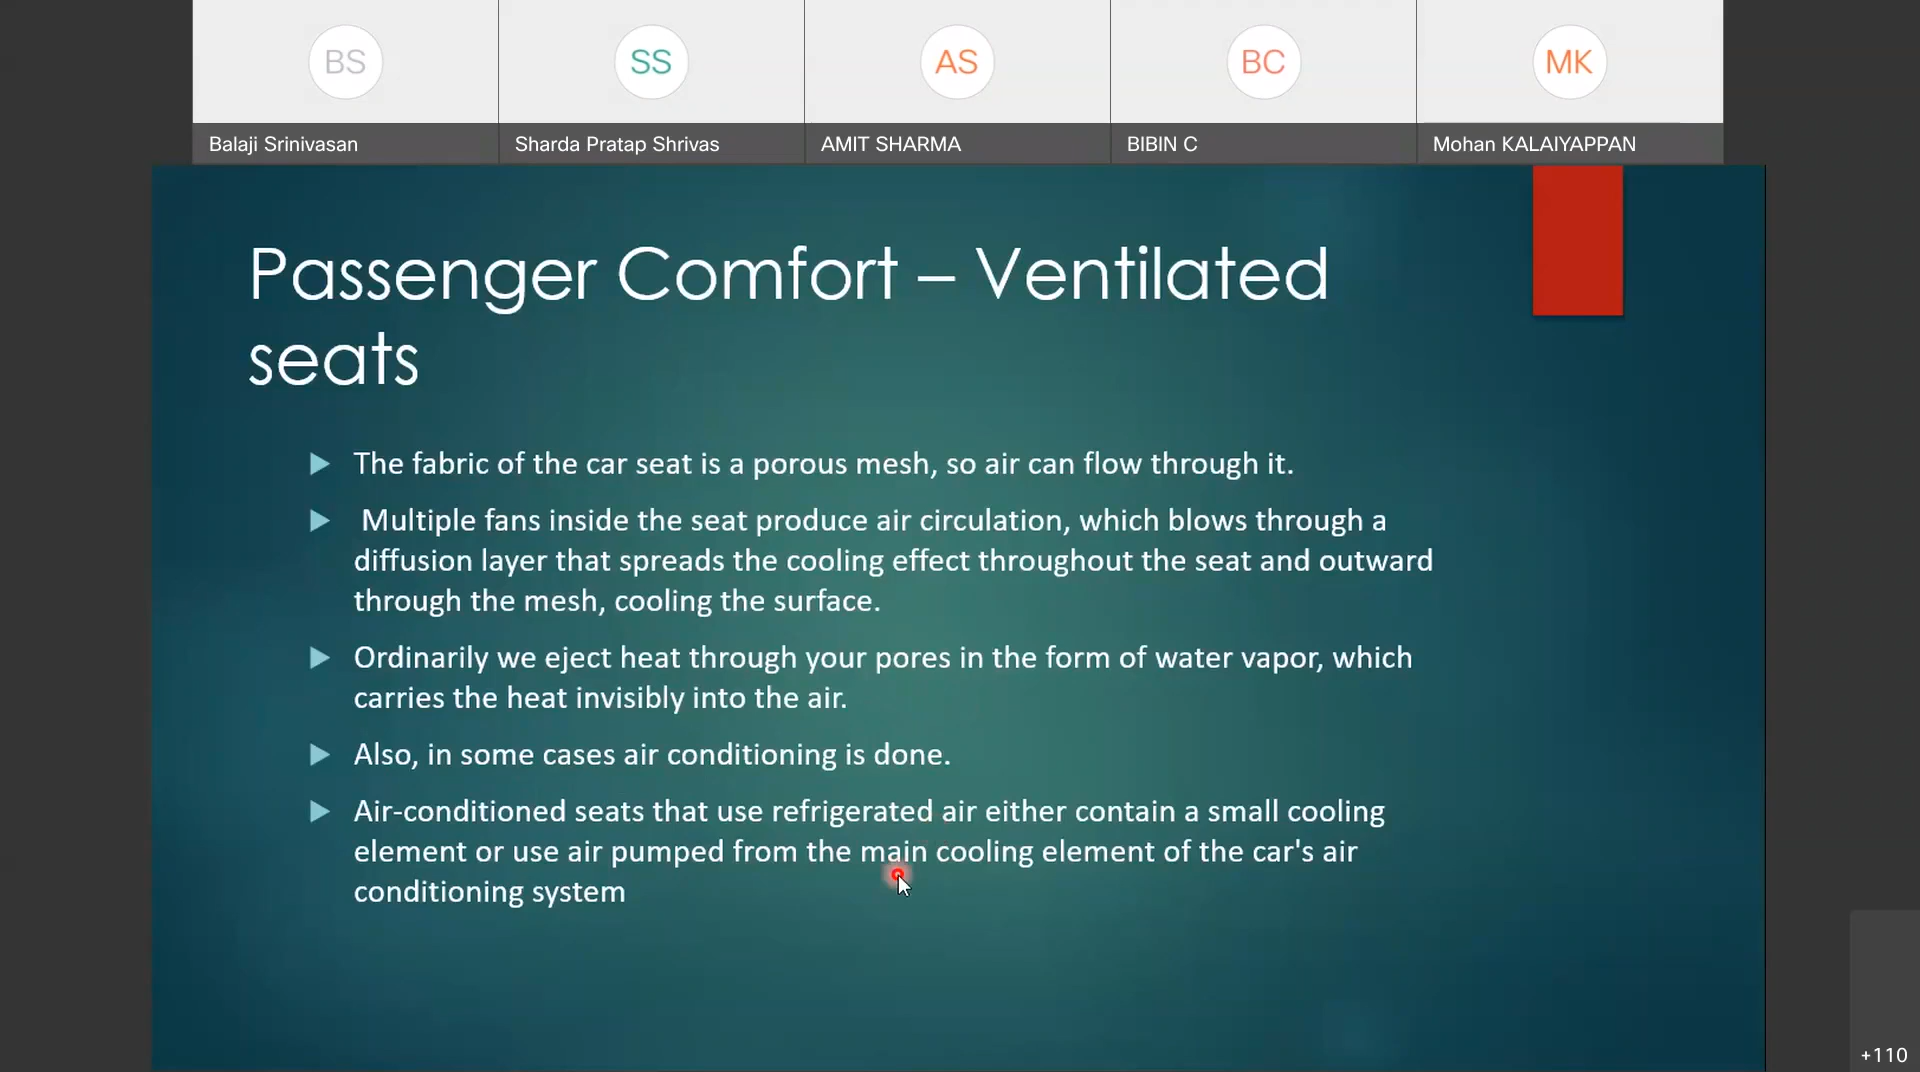 BS
SS
AS
BC
MK
Balaji Srinivasan
Sharda Pratap Shrivas
AMIT SHARMA
BIBIN C
Mohan KALAIYAPPAN
Passenger Comfort – Ventilated
seats
The fabric of the car seat is a porous mesh, so air can flow through it.
Multiple fans inside the seat produce air circulation, which blows through a
diffusion layer that spreads the cooling effect throughout the seat and outward
through the mesh, cooling the surface.
Ordinarily we eject heat through your pores in the form of water vapor, which
carries the heat invisibly into the air.
Also, in some cases air conditioning is done.
Air-conditioned seats that use refrigerated air either contain a small cooling
element or use air pumped from the main cooling element of the car's air
conditioning system
+110